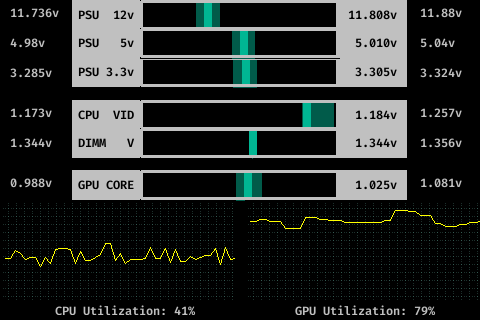 11.736v PSU 12v 11.808v 11.88v
4.98v PSU 5v 5.010v 5.04v
3.285v PSU 3.3v 3.305v 3.324v
1.173v CPU VID 1.184v 1.257v
1.344v DIMM V 1.344v 1.356v
0.988v GPU CORE 1.025v 1.081v
CPU Utilization: 41% GPU Utilization: 79%